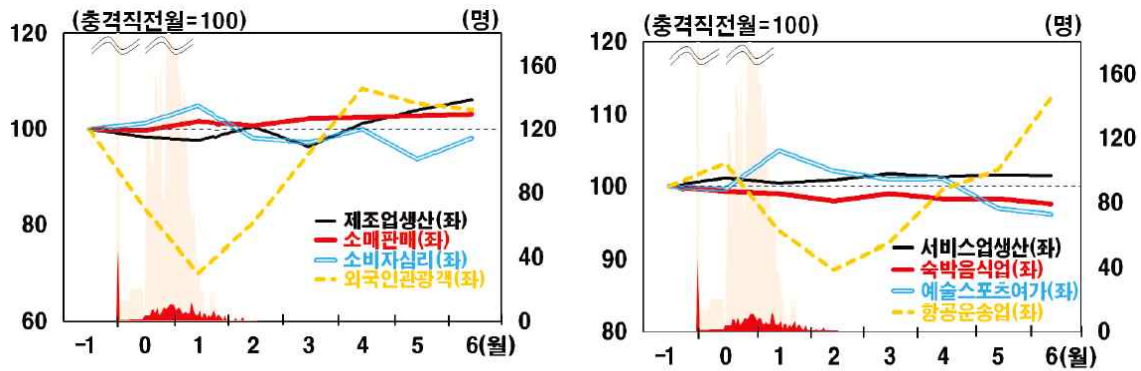 (충격직전월=100) (명)
120
100
80
60
160
120
80
40
0
제조업생산(좌)
소매판매(좌)
소비자심리(좌)
외국인관광객(좌)
-1 0 1 2 3 4 5 6(월)
(충격직전월=100) (명)
120
110
100
90
80
160
120
80
40
0
서비스업생산(좌)
숙박음식업(좌)
예술스포츠여가(좌)
항공운송업(좌)
-1 0 1 2 3 4 5 6(월)